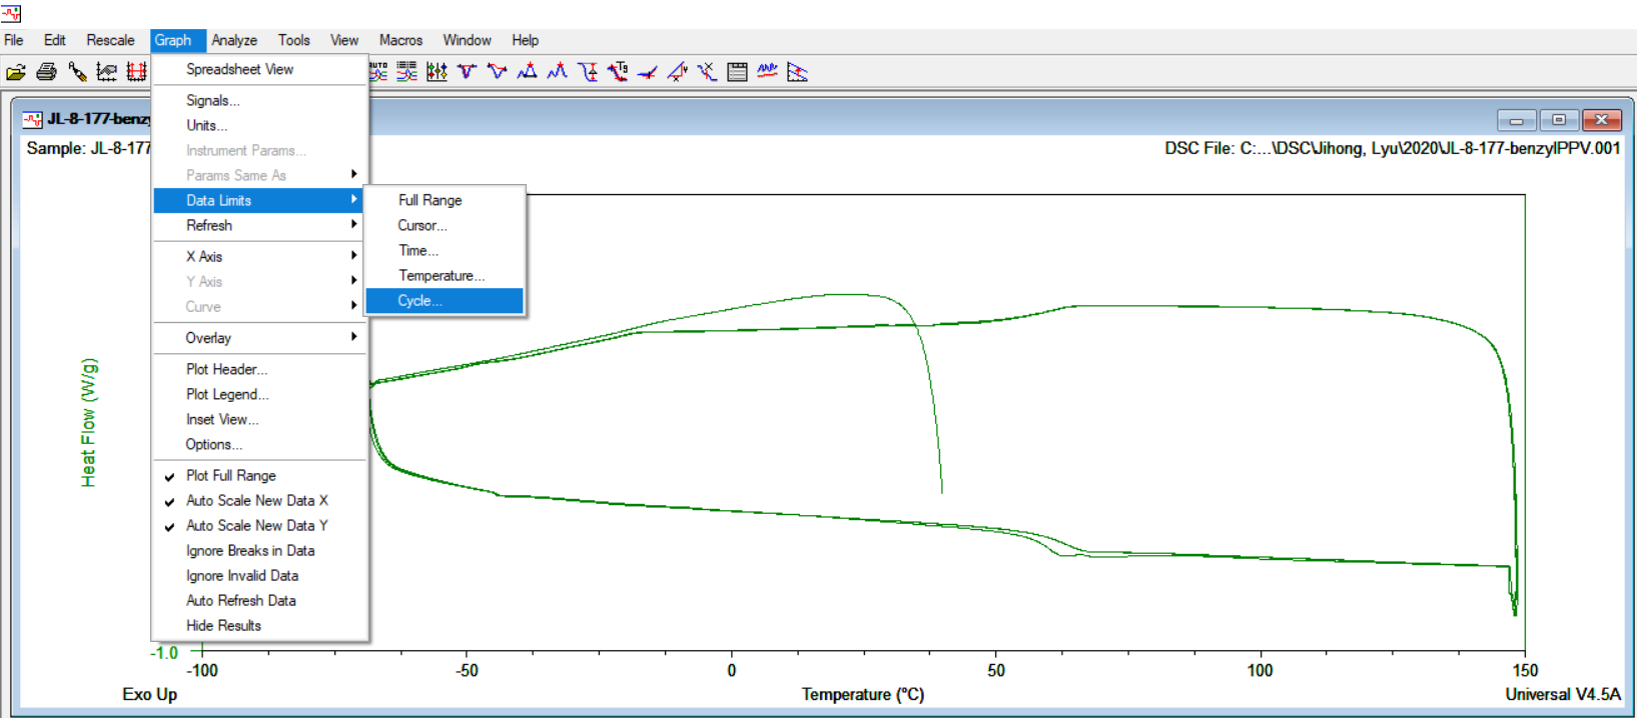 File Edit Rescale Graph Analyze Tools View Macros Window Help
Spreadsheet View
Signals...
Units...
Instrument Params...
Params Same As
Data Limits
Refresh
X Axis
Y Axis
Curve
Overlay
Plot Header...
Plot Legend...
Inset View...
Options...
Plot Full Range
Auto Scale New Data X
Auto Scale New Data Y
Ignore Breaks in Data
Ignore Invalid Data
Auto Refresh Data
Hide Results
Full Range
Cursor...
Time...
Temperature...
Cycle...
JL-8-177-benzy
Sample: JL-8-177
DSC File: C:...\DSC\Jihong, Lyu\2020\JL-8-177-benzylPPV.001
Heat Flow (W/g)
-1.0
-100 -50 0 50 100 150
Exo Up
Temperature (°C)
Universal V4.5A